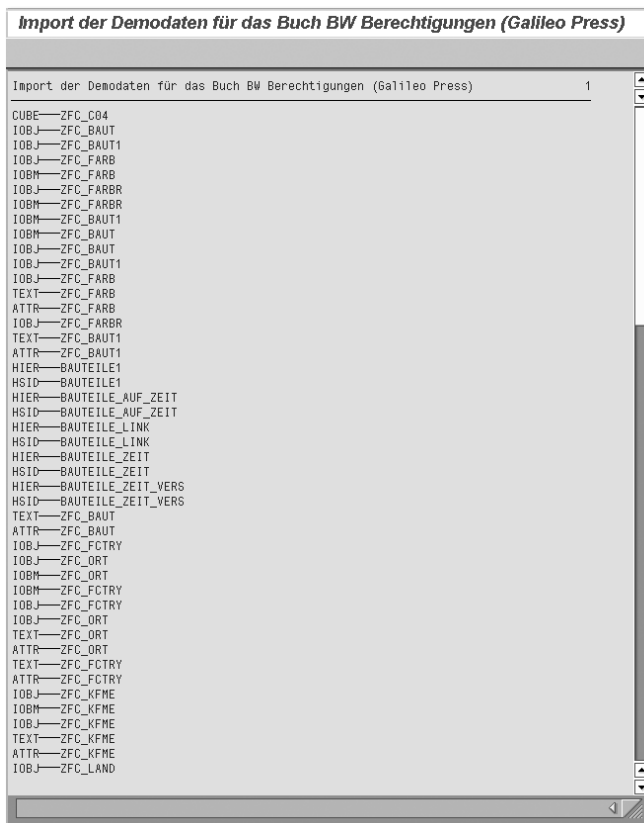 Import der Demodaten für das Buch BW Berechtigungen (Galileo Press)
Import der Demodaten für das Buch BW Berechtigungen (Galileo Press) 1
CUBE──ZFC_C04
IOBJ──ZFC_BAUT
IOBJ──ZFC_BAUT1
IOBJ──ZFC_FARB
IOBM──ZFC_FARB
IOBJ──ZFC_FARBR
IOBM──ZFC_FARBR
IOBM──ZFC_BAUT1
IOBM──ZFC_BAUT
IOBJ──ZFC_BAUT
IOBJ──ZFC_BAUT1
IOBJ──ZFC_FARB
TEXT──ZFC_FARB
ATTR──ZFC_FARB
IOBJ──ZFC_FARBR
TEXT──ZFC_BAUT1
ATTR──ZFC_BAUT1
HIER──BAUTEILE1
HSID──BAUTEILE1
HIER──BAUTEILE_AUF_ZEIT
HSID──BAUTEILE_AUF_ZEIT
HIER──BAUTEILE_LINK
HSID──BAUTEILE_LINK
HIER──BAUTEILE_ZEIT
HSID──BAUTEILE_ZEIT
HIER──BAUTEILE_ZEIT_VERS
HSID──BAUTEILE_ZEIT_VERS
TEXT──ZFC_BAUT
ATTR──ZFC_BAUT
IOBJ──ZFC_FCTRY
IOBJ──ZFC_ORT
IOBM──ZFC_ORT
IOBM──ZFC_FCTRY
IOBJ──ZFC_FCTRY
IOBJ──ZFC_ORT
TEXT──ZFC_ORT
ATTR──ZFC_ORT
TEXT──ZFC_FCTRY
ATTR──ZFC_FCTRY
IOBJ──ZFC_KFME
IOBM──ZFC_KFME
IOBJ──ZFC_KFME
TEXT──ZFC_KFME
ATTR──ZFC_KFME
IOBJ──ZFC_LAND